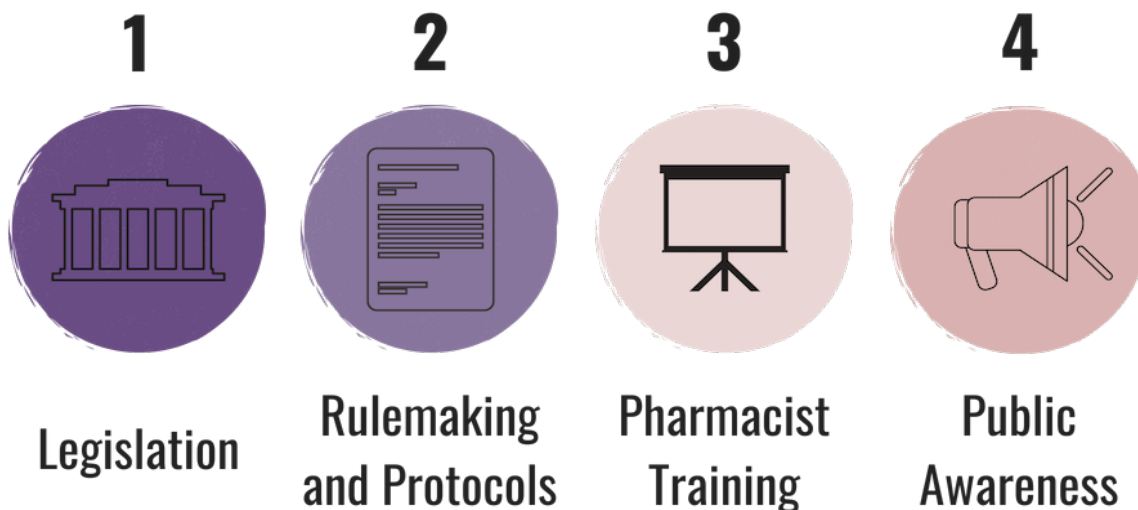 1
2
3
4
Legislation
Rulemaking
and Protocols
Pharmacist
Training
Public
Awareness